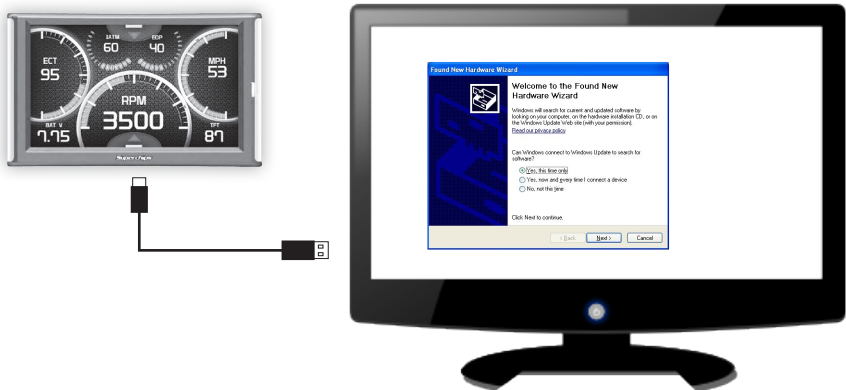 IATM
60
EOP
40
ECT
95
MPH
53
RPM
3500
BAT V
7.75
TFT
87
Superchips
Found New Hardware Wizard
Welcome to the Found New
Hardware Wizard
Windows will search for current and updated software by
looking on your computer, on the hardware installation CD, or on
the Windows Update Web site (with your permission).
Read our privacy policy
Can Windows connect to Windows Update to search for
software?
Yes, this time only
Yes, now and every time I connect a device
No, not this time
Click Next to continue.
< Back
Next >
Cancel